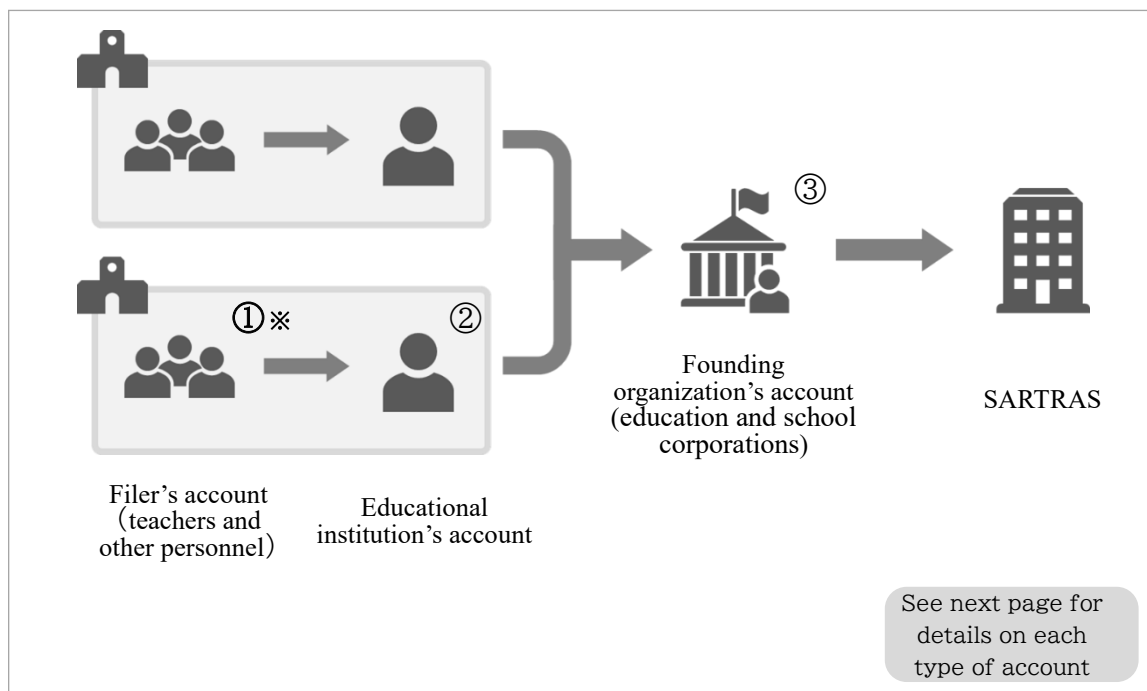 ③
①※
②
Founding
organization’s account
(education and school
corporations)
SARTRAS
Filer’s account
（teachers and
other personnel）
Educational
institution’s account
See next page for
details on each
type of account